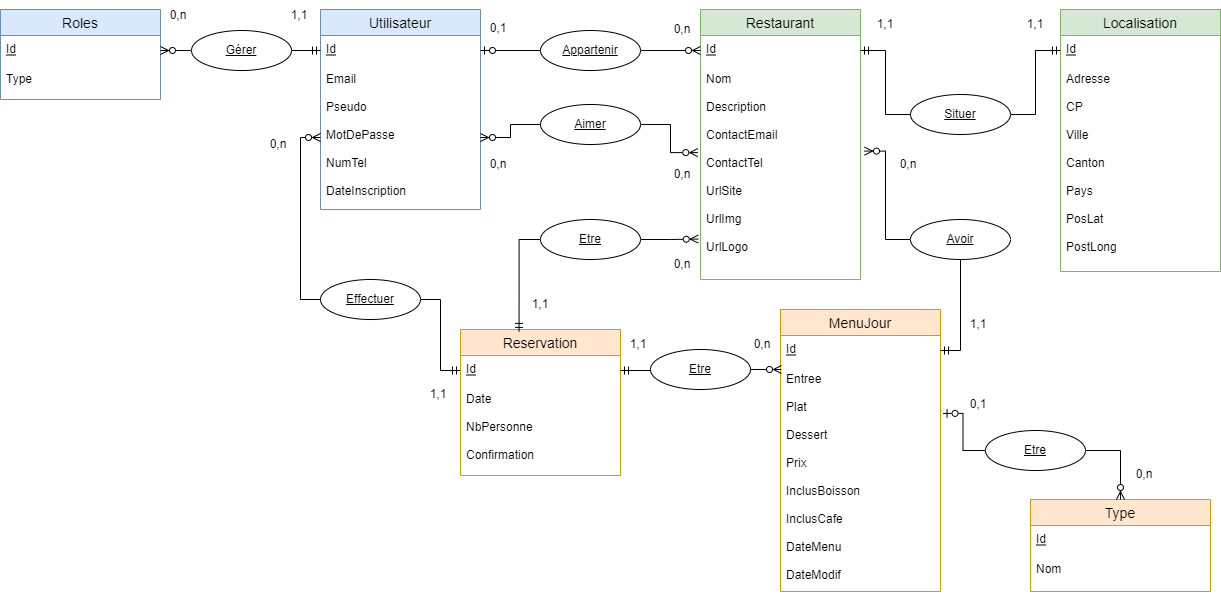 Roles
Id
Type
0,n
Gérer
1,1
Utilisateur
Id
Email
Pseudo
MotDePasse
NumTel
DateInscription
0,1
Appartenir
0,n
Aimer
0,n
0,n
Restaurant
Id
Nom
Description
ContactEmail
ContactTel
UrlSite
UrlImg
UrlLogo
1,1
Situer
1,1
Localisation
Id
Adresse
CP
Ville
Canton
Pays
PosLat
PostLong
0,n
Avoir
1,1
0,n
Effectuer
1,1
Etre
0,n
1,1
Reservation
Id
Date
NbPersonne
Confirmation
1,1
Etre
0,n
MenuJour
Id
Entree
Plat
Dessert
Prix
InclusBoisson
InclusCafe
DateMenu
DateModif
0,1
Etre
0,n
Type
Id
Nom